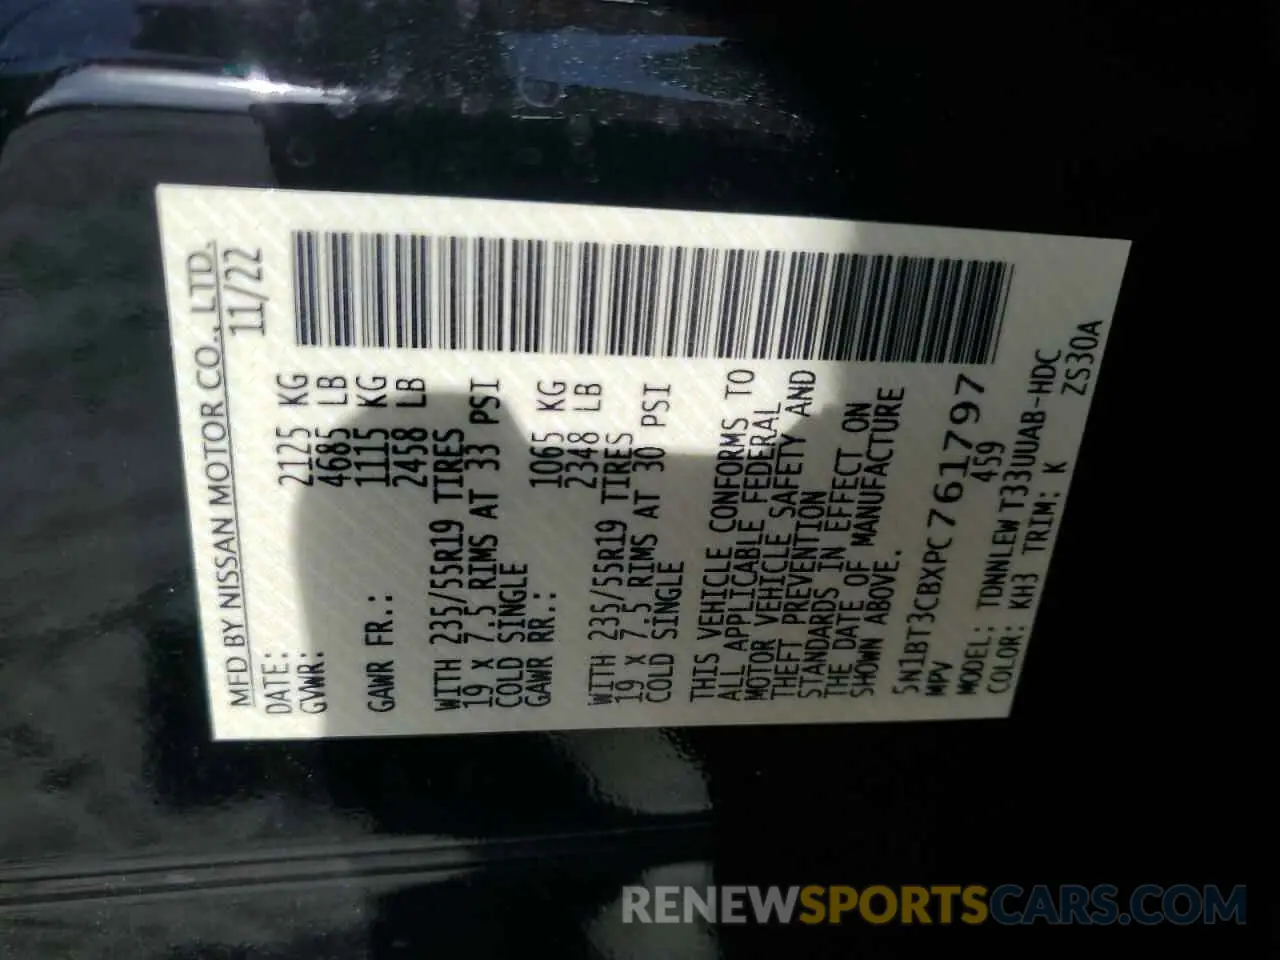 MFD BY NISSAN MOTOR CO., LTD.
DATE: 11/22
GVWR: 2125 KG
4685 LB
GAWR FR.: 1115 KG
2458 LB
WITH 235/55R19 TIRES
19 X 7.5 RIMS AT 33 PSI
COLD SINGLE
GAWR RR.: 1065 KG
2348 LB
WITH 235/55R19 TIRES
19 X 7.5 RIMS AT 30 PSI
COLD SINGLE
THIS VEHICLE CONFORMS TO
ALL APPLICABLE FEDERAL
MOTOR VEHICLE SAFETY AND
THEFT PREVENTION
STANDARDS IN EFFECT ON
THE DATE OF MANUFACTURE
SHOWN ABOVE.
5N1BT3CBXPC761797
MPV 459
MODEL: TDNNLEWT33UUAB-HDC
COLOR: KH3 TRIM: K ZS30A
RENEWSPORTSCARS.COM